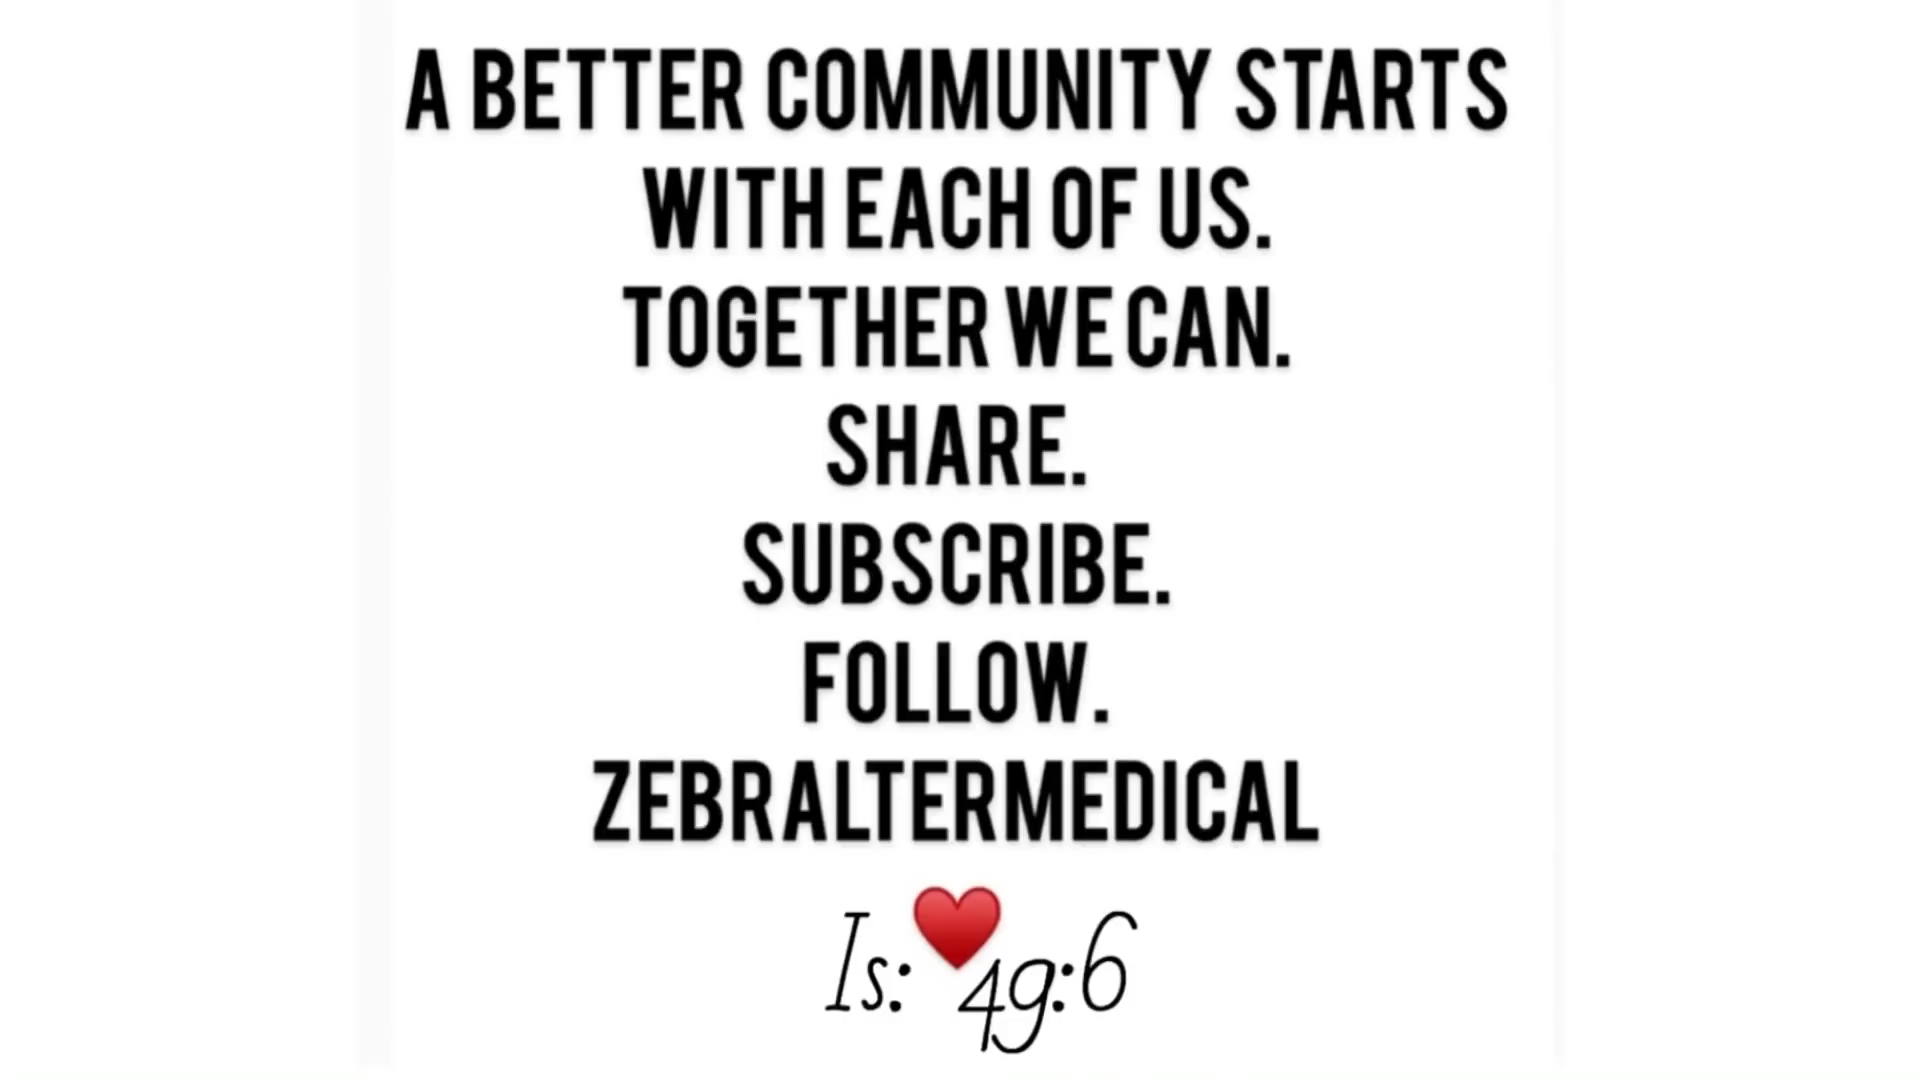 A BETTER COMMUNITY STARTS
WITH EACH OF US.
TOGETHER WE CAN.
SHARE.
SUBSCRIBE.
FOLLOW.
ZEBRALTERMEDICAL
Is:♥49:6